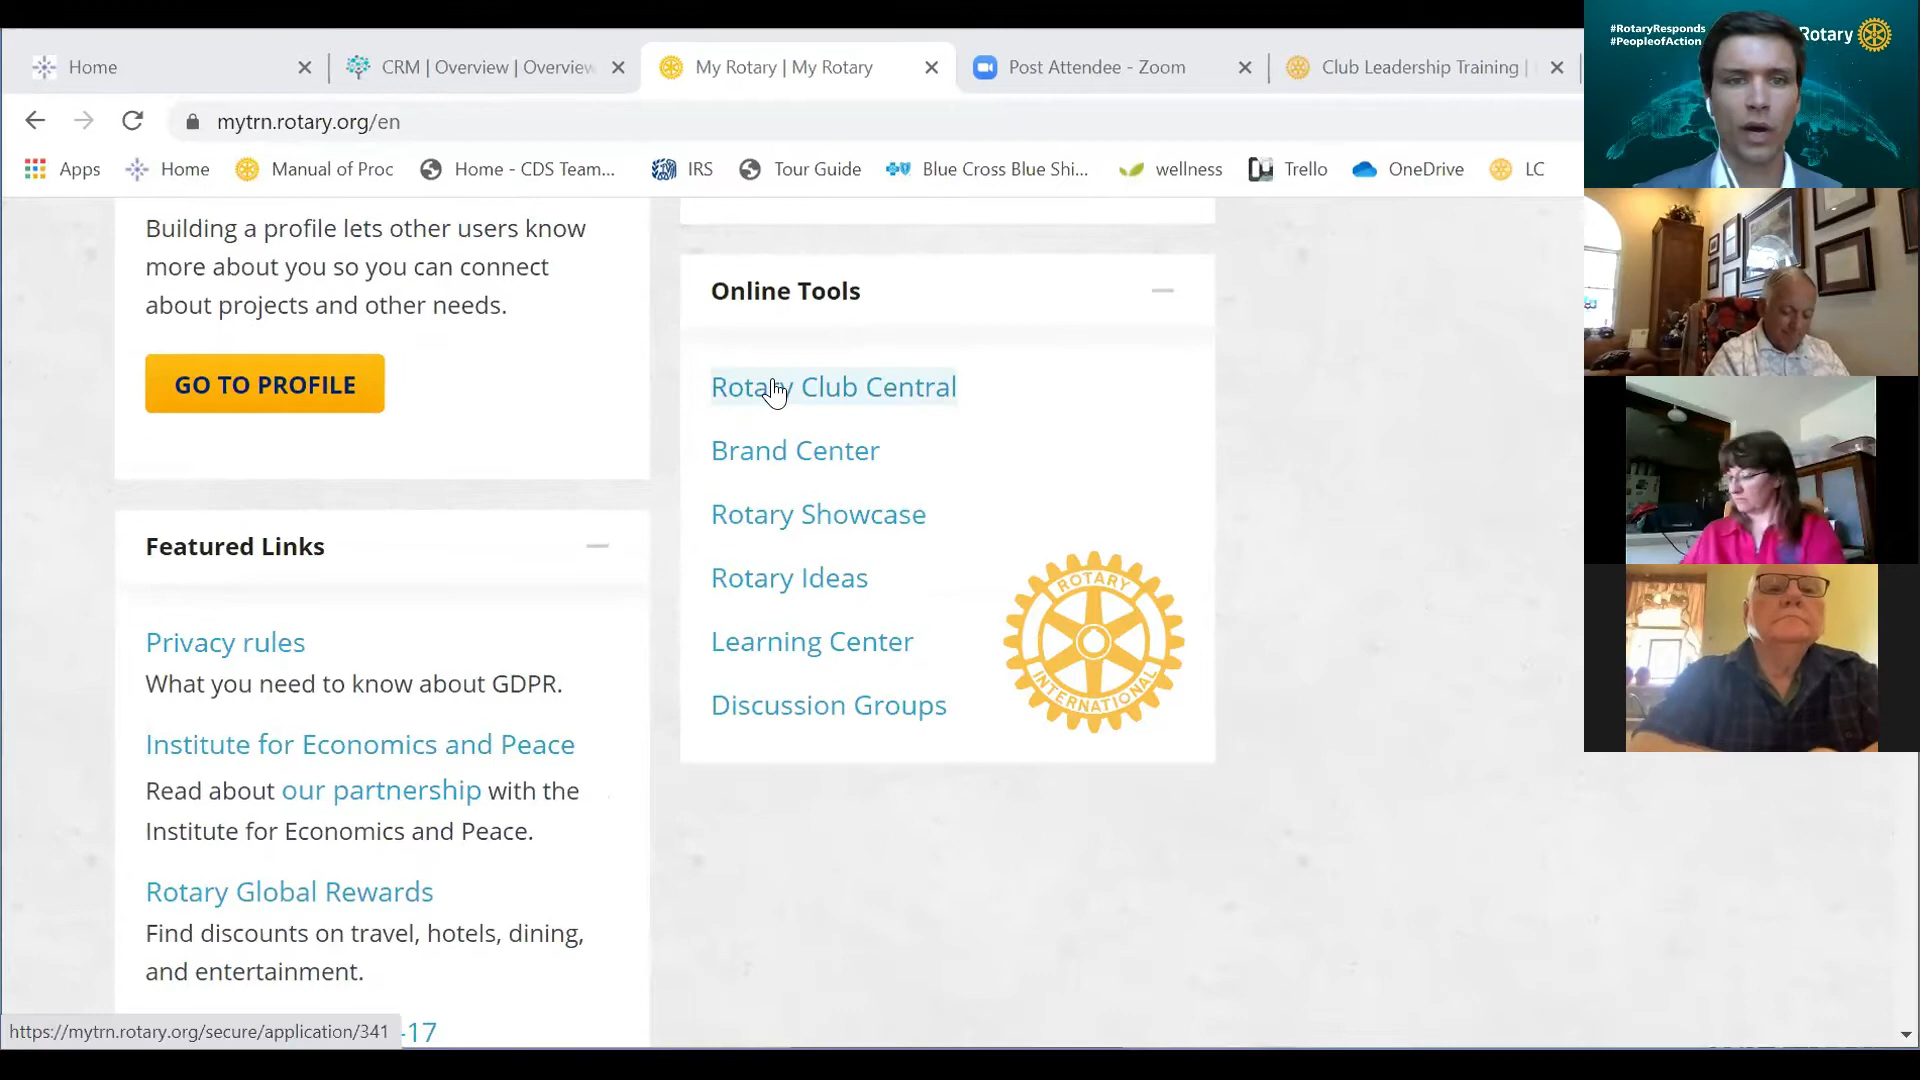 #RotaryResponds
#PeopleofAction
Rotary
Home
CRM | Overview | Overview
My Rotary | My Rotary
Post Attendee - Zoom
Club Leadership Training |
mytrn.rotary.org/en
Apps
Home
Manual of Proc
Home - CDS Team...
IRS
Tour Guide
Blue Cross Blue Shi...
wellness
Trello
OneDrive
LC
Building a profile lets other users know
more about you so you can connect
about projects and other needs.
GO TO PROFILE
Featured Links
Privacy rules
What you need to know about GDPR.
Institute for Economics and Peace
Read about our partnership with the
Institute for Economics and Peace.
Rotary Global Rewards
Find discounts on travel, hotels, dining,
and entertainment.
-17
Online Tools
Rotary Club Central
Brand Center
Rotary Showcase
Rotary Ideas
Learning Center
Discussion Groups
ROTARY
INTERNATIONAL
https://mytrn.rotary.org/secure/application/341